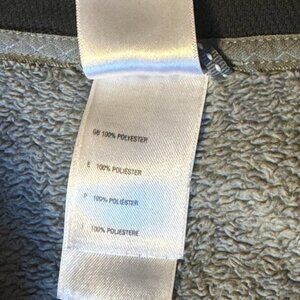 GB 100% POLYESTER
E 100% POLIESTER
P 100% POLIÉSTER
I 100% POLIESTERE